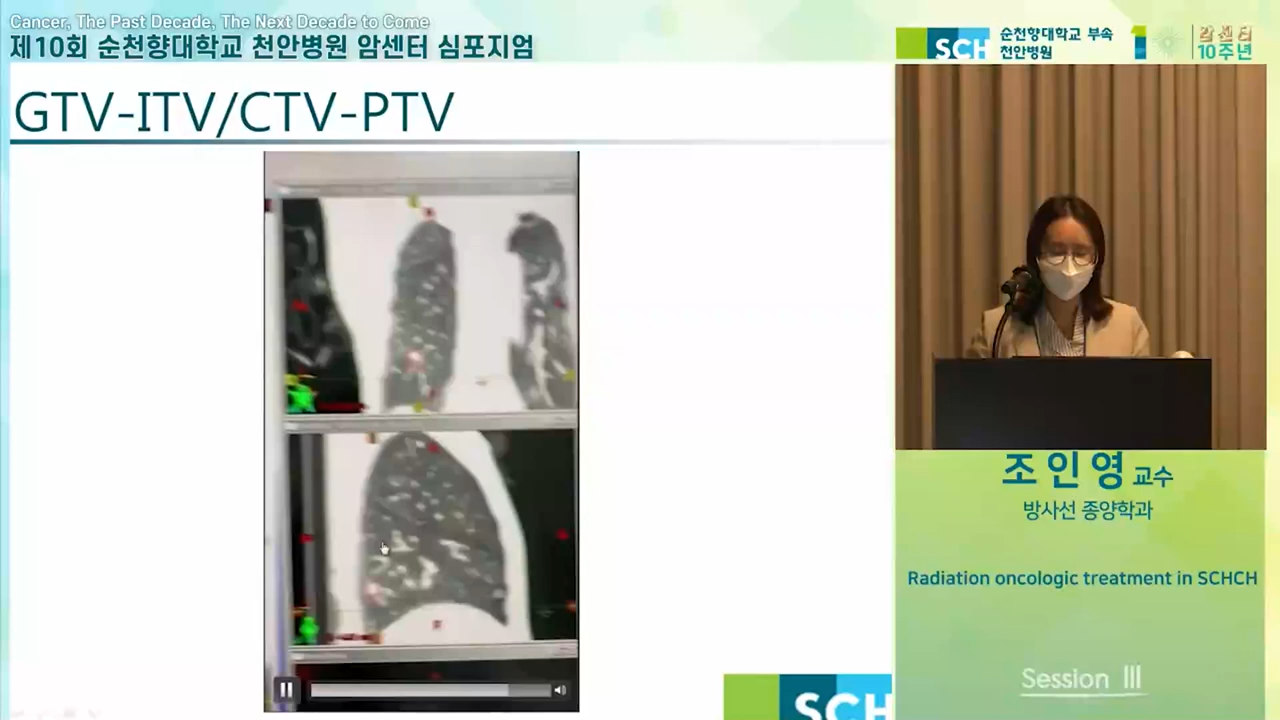 Cancer, The Past Decade, The Next Decade to Come
제10회 순천향대학교 천안병원 암센터 심포지엄
SCH
순천향대학교 부속
천안병원
암센터
10주년
GTV-ITV/CTV-PTV
조 인 영 교수
방사선 종양학과
Radiation oncologic treatment in SCHCH
Session Ⅲ
SCH